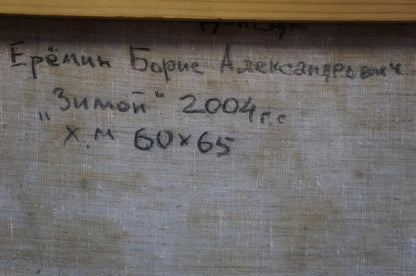 Ерёмин Борис Александрович
„Зимой" 2004г.
х.м 60×65